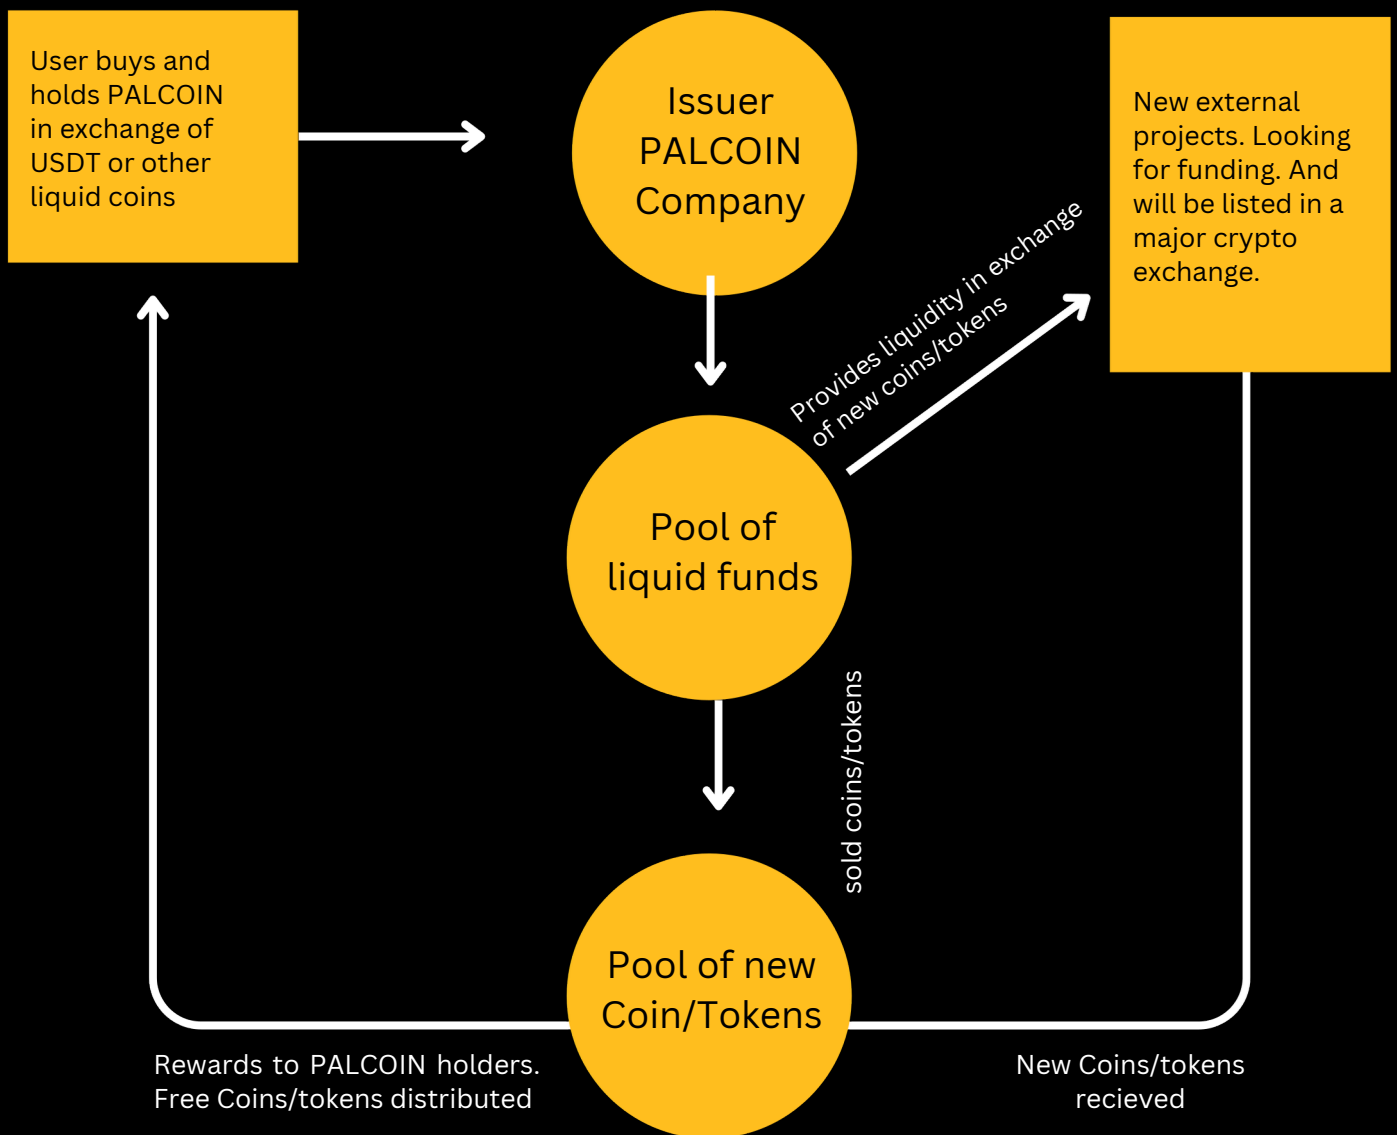 User buys and
holds PALCOIN
in exchange of
USDT or other
liquid coins
Issuer
PALCOIN
Company
New external
projects. Looking
for funding. And
will be listed in a
major crypto
exchange.
Provides liquidity in exchange
of new coins/tokens
Pool of
liquid funds
sold coins/tokens
Pool of new
Coin/Tokens
Rewards to PALCOIN holders.
Free Coins/tokens distributed
New Coins/tokens
recieved